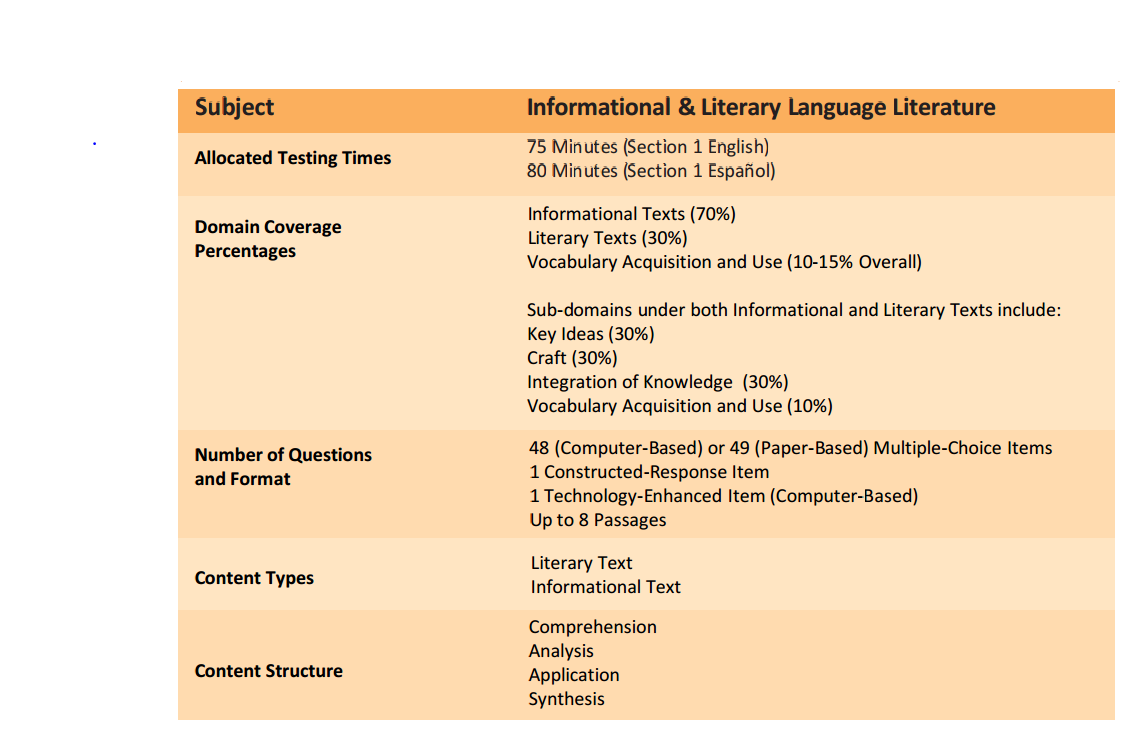 Subject
Informational & Literary Language Literature
Allocated Testing Times
75 Minutes (Section 1 English)
80 Minutes (Section 1 Español)
Domain Coverage
Percentages
Informational Texts (70%)
Literary Texts (30%)
Vocabulary Acquisition and Use (10-15% Overall)
Sub-domains under both Informational and Literary Texts include:
Key Ideas (30%)
Craft (30%)
Integration of Knowledge (30%)
Vocabulary Acquisition and Use (10%)
Number of Questions
and Format
48 (Computer-Based) or 49 (Paper-Based) Multiple-Choice Items
1 Constructed-Response Item
1 Technology-Enhanced Item (Computer-Based)
Up to 8 Passages
Content Types
Literary Text
Informational Text
Content Structure
Comprehension
Analysis
Application
Synthesis